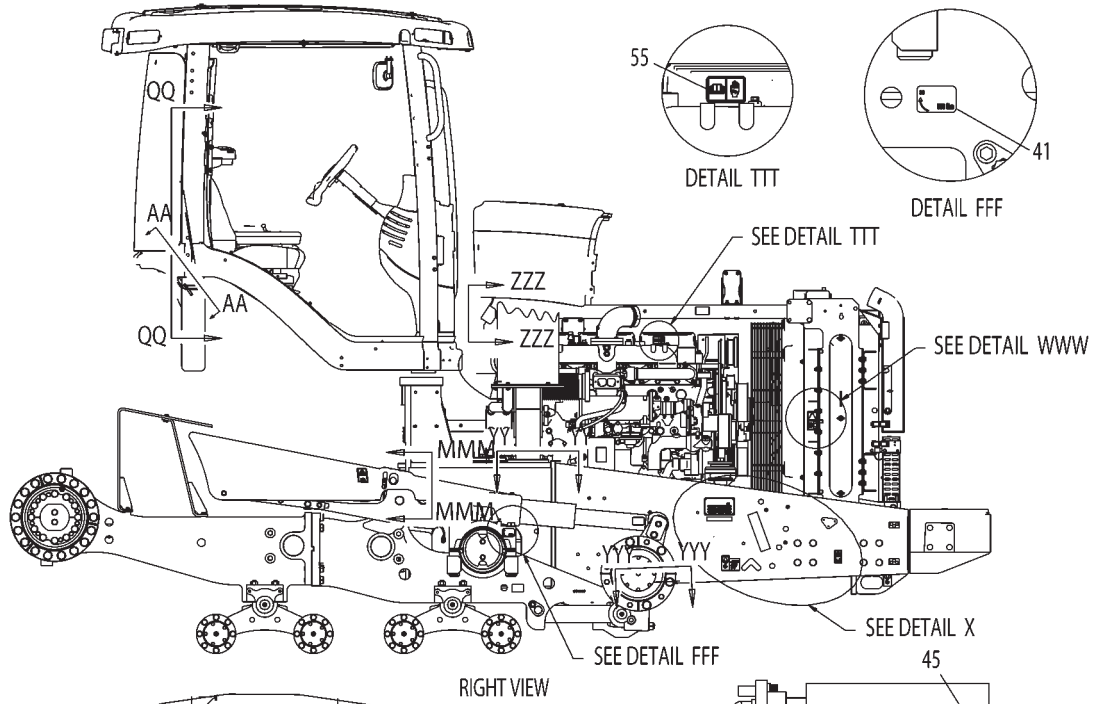 55
41
DETAIL TTT
DETAIL FFF
QQ
AA
AA
QQ
ZZZ
ZZZ
SEE DETAIL TTT
SEE DETAIL WWW
MMM
YY
YY
MMM
YYY
YYY
SEE DETAIL X
SEE DETAIL FFF
RIGHT VIEW
45